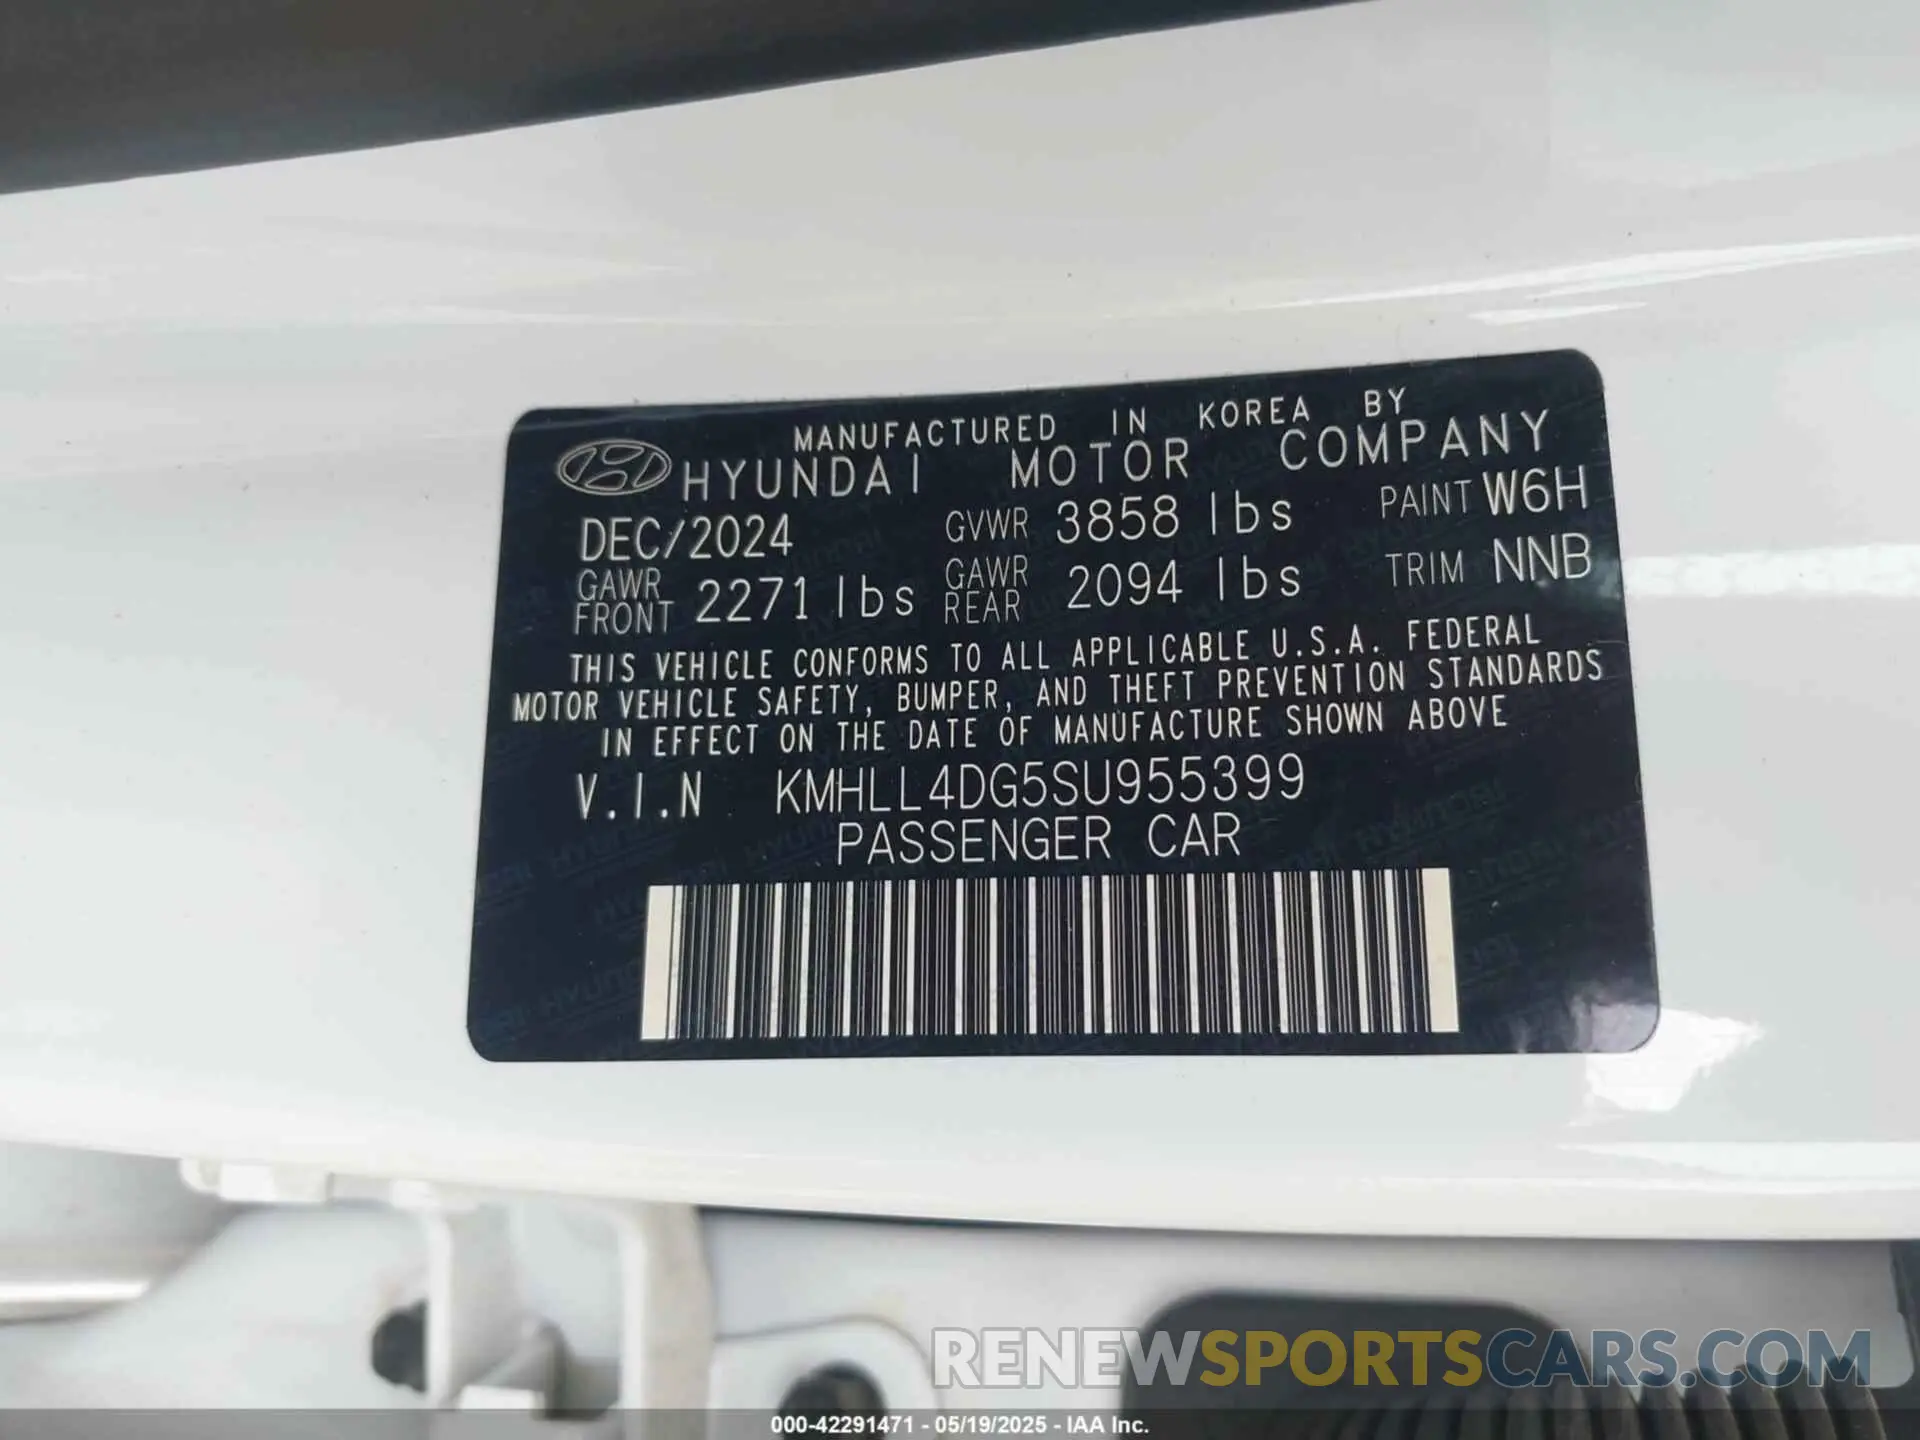 MANUFACTURED IN KOREA BY
HYUNDAI MOTOR COMPANY
DEC/2024 GVWR 3858 lbs PAINT W6H
GAWR FRONT 2271 lbs GAWR REAR 2094 lbs TRIM NNB
THIS VEHICLE CONFORMS TO ALL APPLICABLE U.S.A. FEDERAL
MOTOR VEHICLE SAFETY, BUMPER, AND THEFT PREVENTION STANDARDS
IN EFFECT ON THE DATE OF MANUFACTURE SHOWN ABOVE
V.I.N KMHLL4DG5SU955399
PASSENGER CAR
RENEWSPORTSCARS.COM
000-42291471 - 05/19/2025 - IAA Inc.